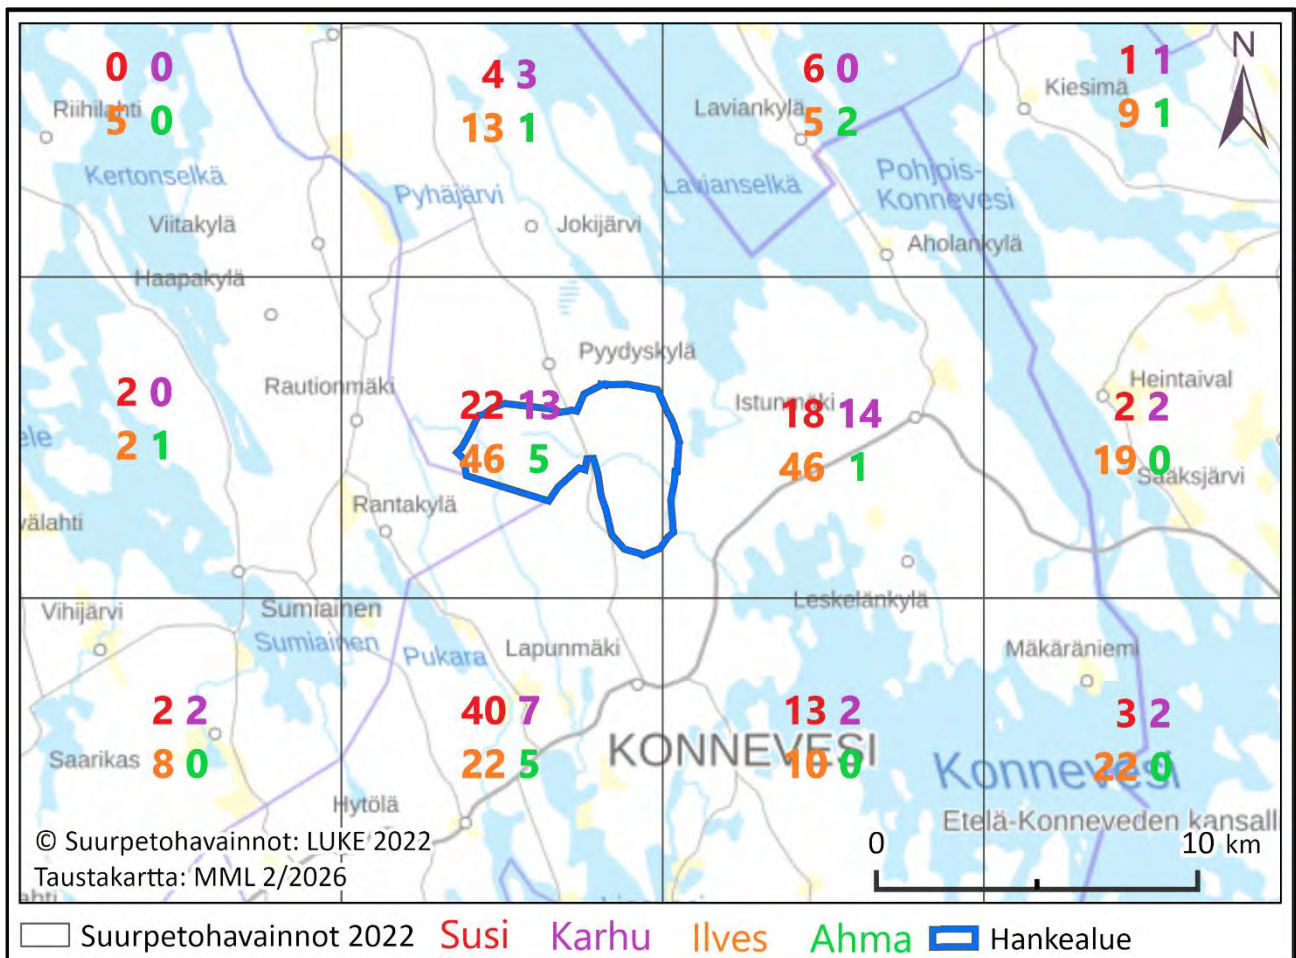 0 0
5 0
4 3
13 1
6 0
5 2
1 1
9 1
N
Riihilahti
Kertonselkä
Viitakylä
Haapakylä
Pyhäjärvi
Jokijärvi
Laviankylä
Lavianselkä
Kiesimä
Pohjois-
Konnevesi
Aholankylä
2 0
2 1
Rautionmäki
Rantakylä
Pyydyskylä
22 13
46 5
Istunmäki
18 14
46 1
Heintaival
2 2
19 0
Sääksjärvi
ele
välahti
Leskelänkylä
Vihijärvi
Sumiainen
Sumiainen
Pukara
Lapunmäki
Mäkäräniemi
2 2
8 0
Saarikas
40 7
22 5
Hytölä
13 2
10 0
KONNEVESI
3 2
22 0
Konnevesi
Etelä-Konneveden kansall
© Suurpetohavainnot: LUKE 2022
Taustakartta: MML 2/2026
0 10 km
Suurpetohavainnot 2022 Susi Karhu Ilves Ahma Hankealue